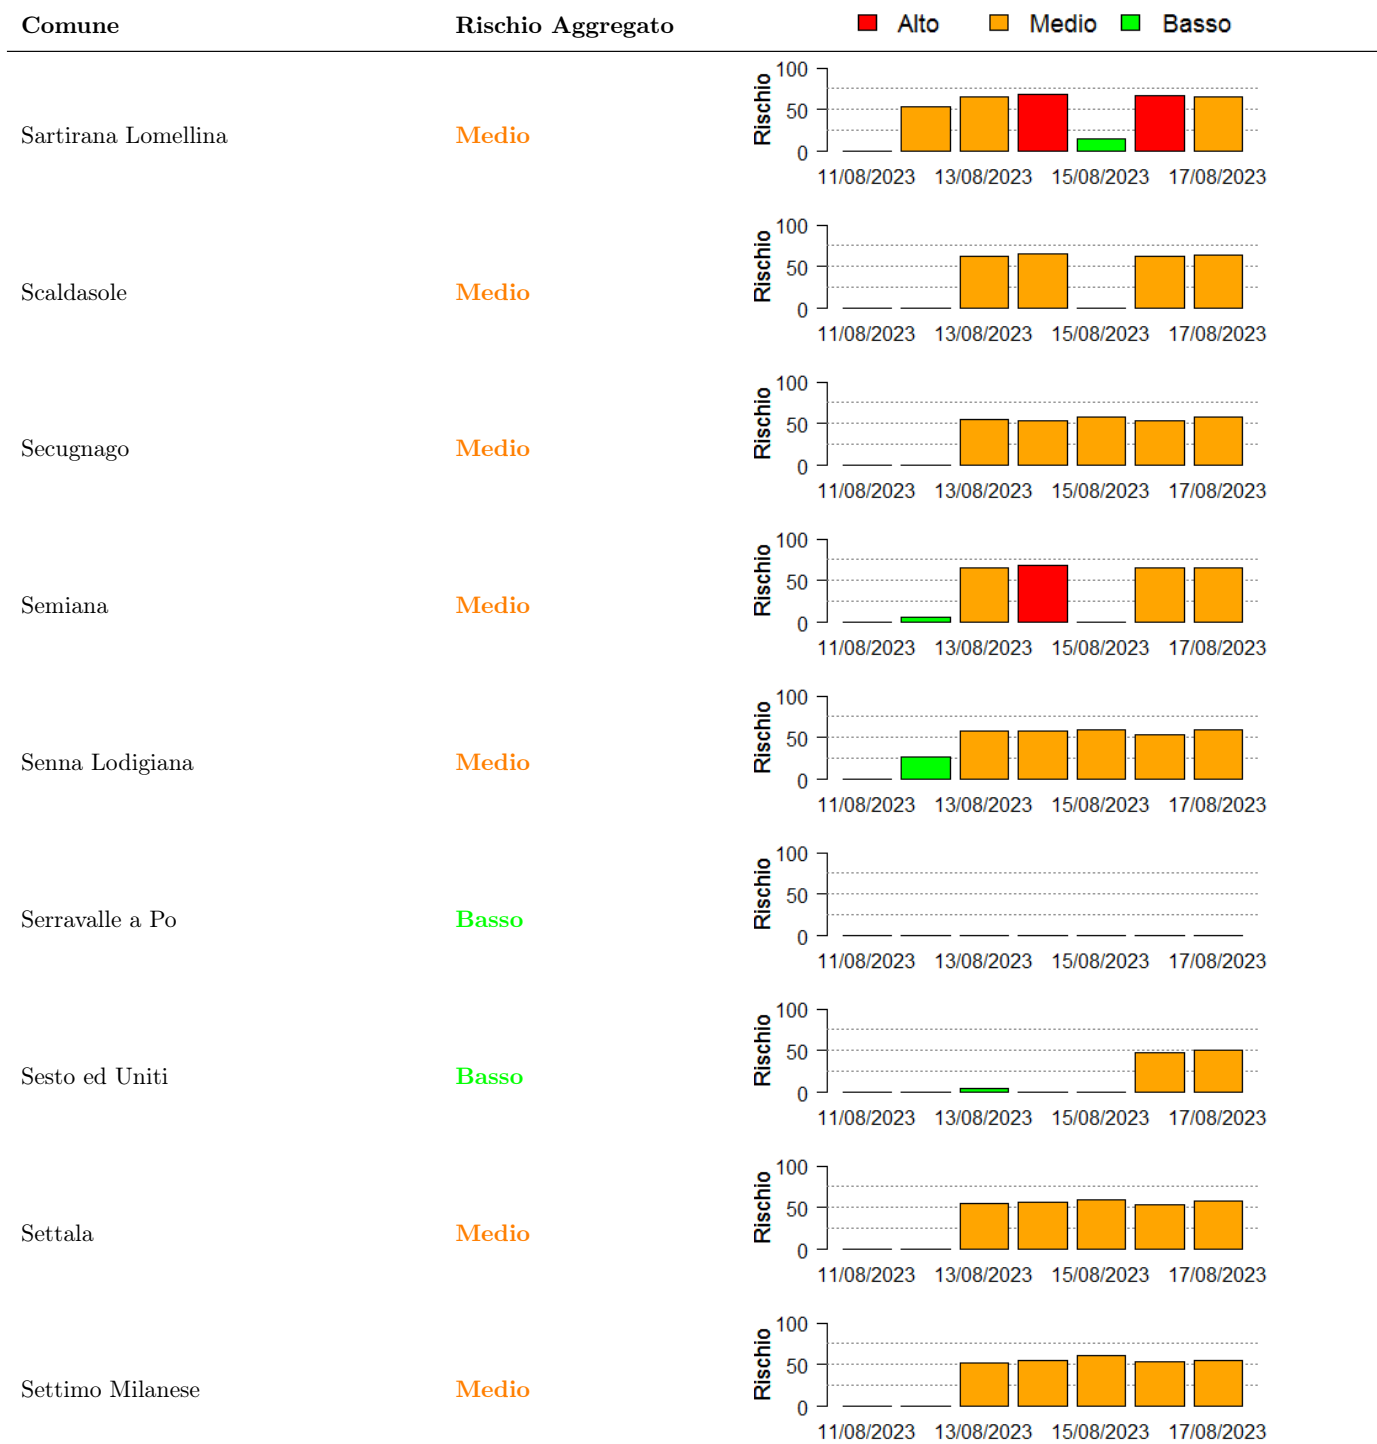 Comune Rischio Aggregato Alto Medio Basso
100
50
0
Rischio
Sartirana Lomellina Medio
11/08/2023 13/08/2023 15/08/2023 17/08/2023
100
50
0
Rischio
Scaldasole Medio
11/08/2023 13/08/2023 15/08/2023 17/08/2023
100
50
0
Rischio
Secugnago Medio
11/08/2023 13/08/2023 15/08/2023 17/08/2023
100
50
0
Rischio
Semiana Medio
11/08/2023 13/08/2023 15/08/2023 17/08/2023
100
50
0
Rischio
Senna Lodigiana Medio
11/08/2023 13/08/2023 15/08/2023 17/08/2023
100
50
0
Rischio
Serravalle a Po Basso
11/08/2023 13/08/2023 15/08/2023 17/08/2023
100
50
0
Rischio
Sesto ed Uniti Basso
11/08/2023 13/08/2023 15/08/2023 17/08/2023
100
50
0
Rischio
Settala Medio
11/08/2023 13/08/2023 15/08/2023 17/08/2023
100
50
0
Rischio
Settimo Milanese Medio
11/08/2023 13/08/2023 15/08/2023 17/08/2023